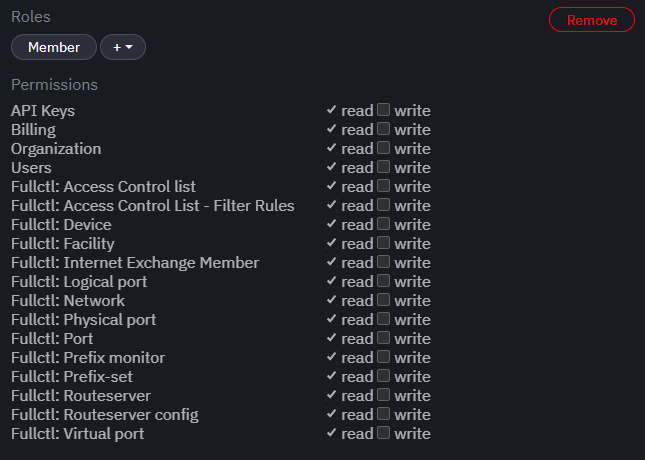 Roles
Remove
Member
+
Permissions
API Keys read write
Billing read write
Organization read write
Users read write
Fullctl: Access Control list read write
Fullctl: Access Control List - Filter Rules read write
Fullctl: Device read write
Fullctl: Facility read write
Fullctl: Internet Exchange Member read write
Fullctl: Logical port read write
Fullctl: Network read write
Fullctl: Physical port read write
Fullctl: Port read write
Fullctl: Prefix monitor read write
Fullctl: Prefix-set read write
Fullctl: Routeserver read write
Fullctl: Routeserver config read write
Fullctl: Virtual port read write